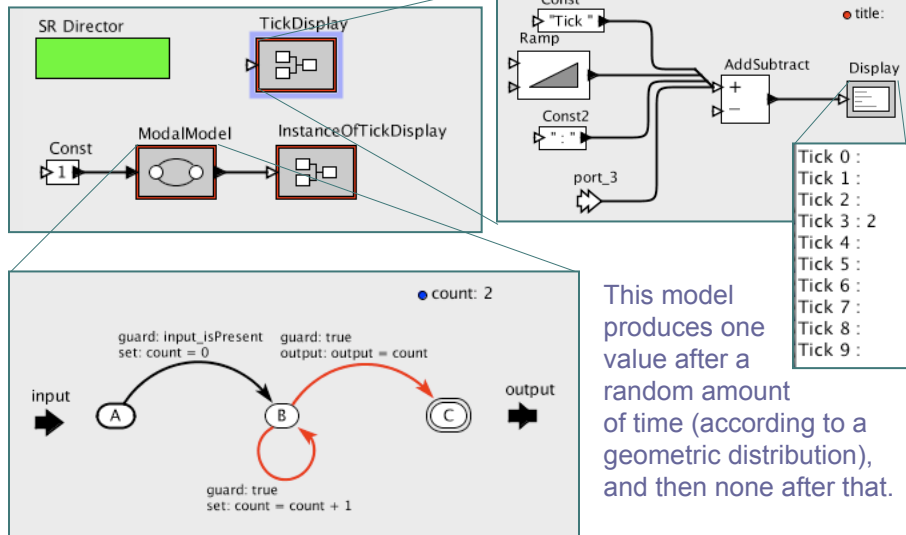 SR Director
TickDisplay
Const
1
ModalModel
InstanceOfTickDisplay
Const
"Tick "
Ramp
Const2
" : "
port_3
AddSubtract
+
–
title:
Display
Tick 0 :
Tick 1 :
Tick 2 :
Tick 3 : 2
Tick 4 :
Tick 5 :
Tick 6 :
Tick 7 :
Tick 8 :
Tick 9 :
count: 2
guard: input_isPresent
set: count = 0
guard: true
output: output = count
input
A
B
C
output
guard: true
set: count = count + 1
This model
produces one
value after a
random amount
of time (according to a
geometric distribution),
and then none after that.